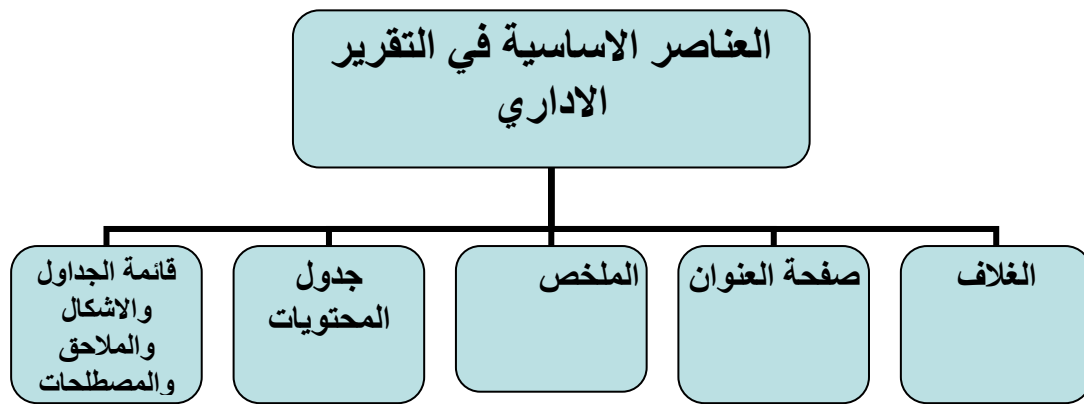 العناصر الاساسية في التقرير
الاداري
الغلاف
صفحة العنوان
الملخص
جدول
المحتويات
قائمة الجداول
والاشكال
والملاحق
والمصطلحات